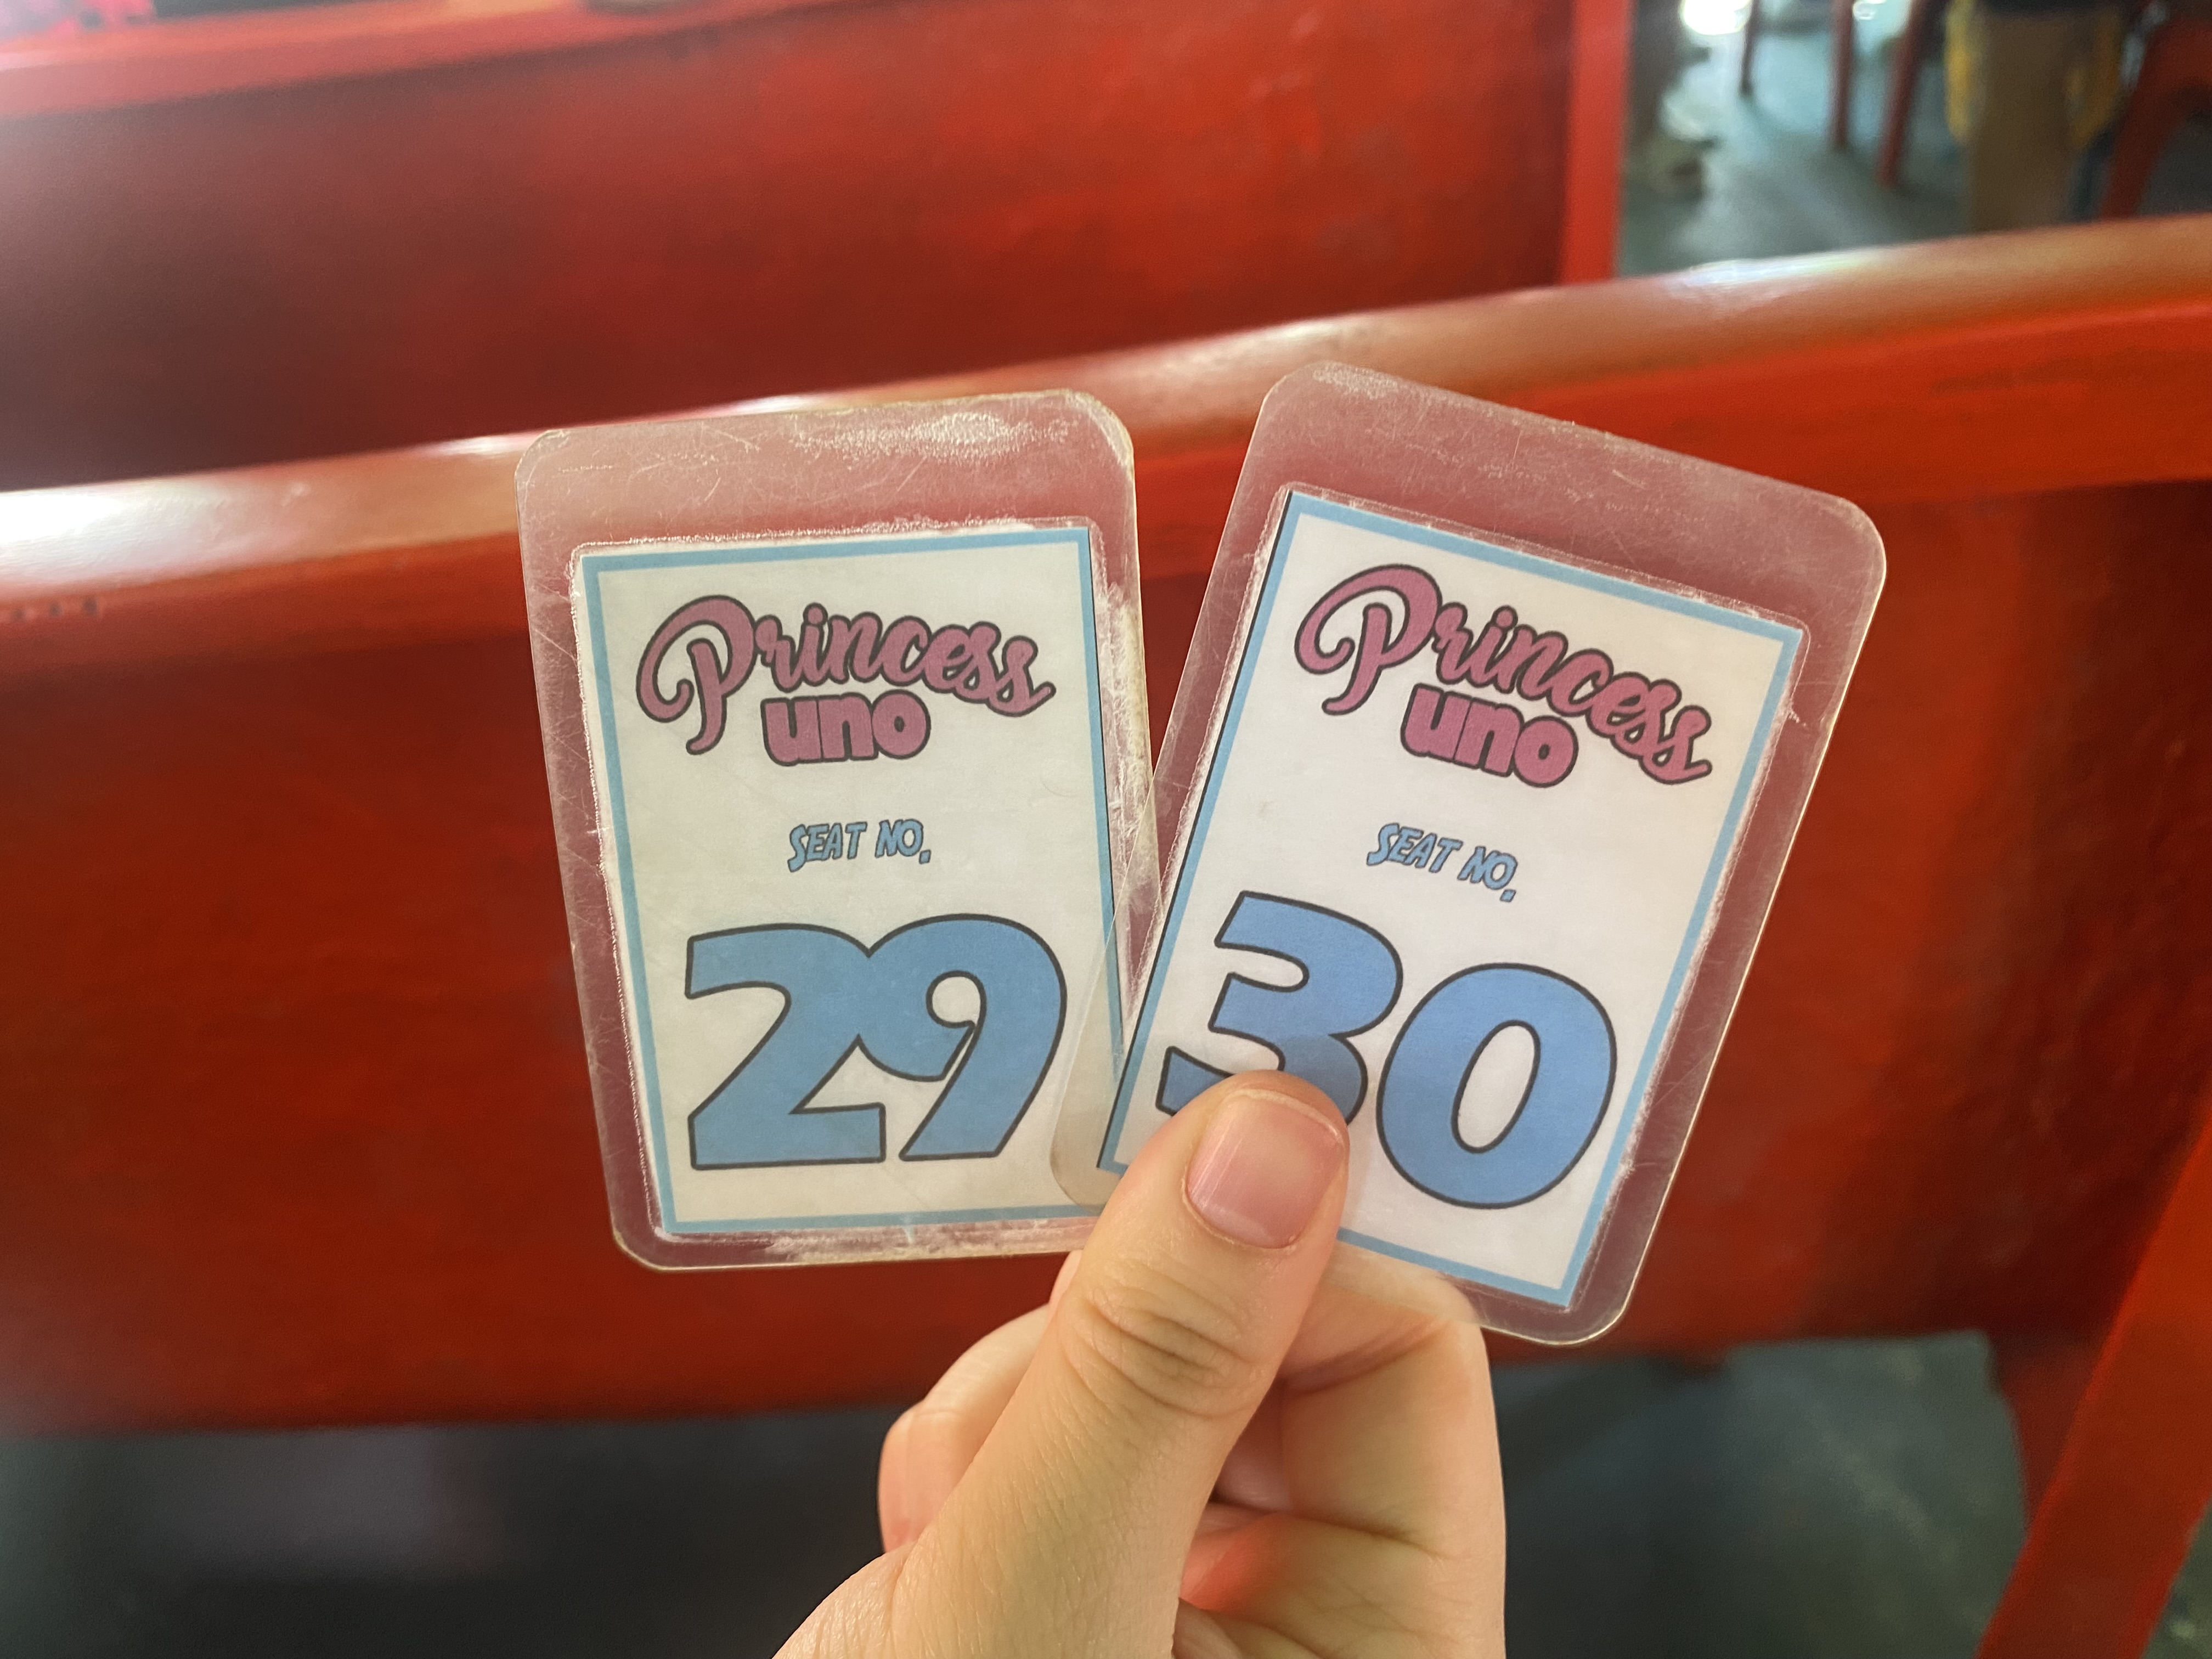 Princess
uno
SEAT NO.
29
Princess
uno
SEAT NO.
30